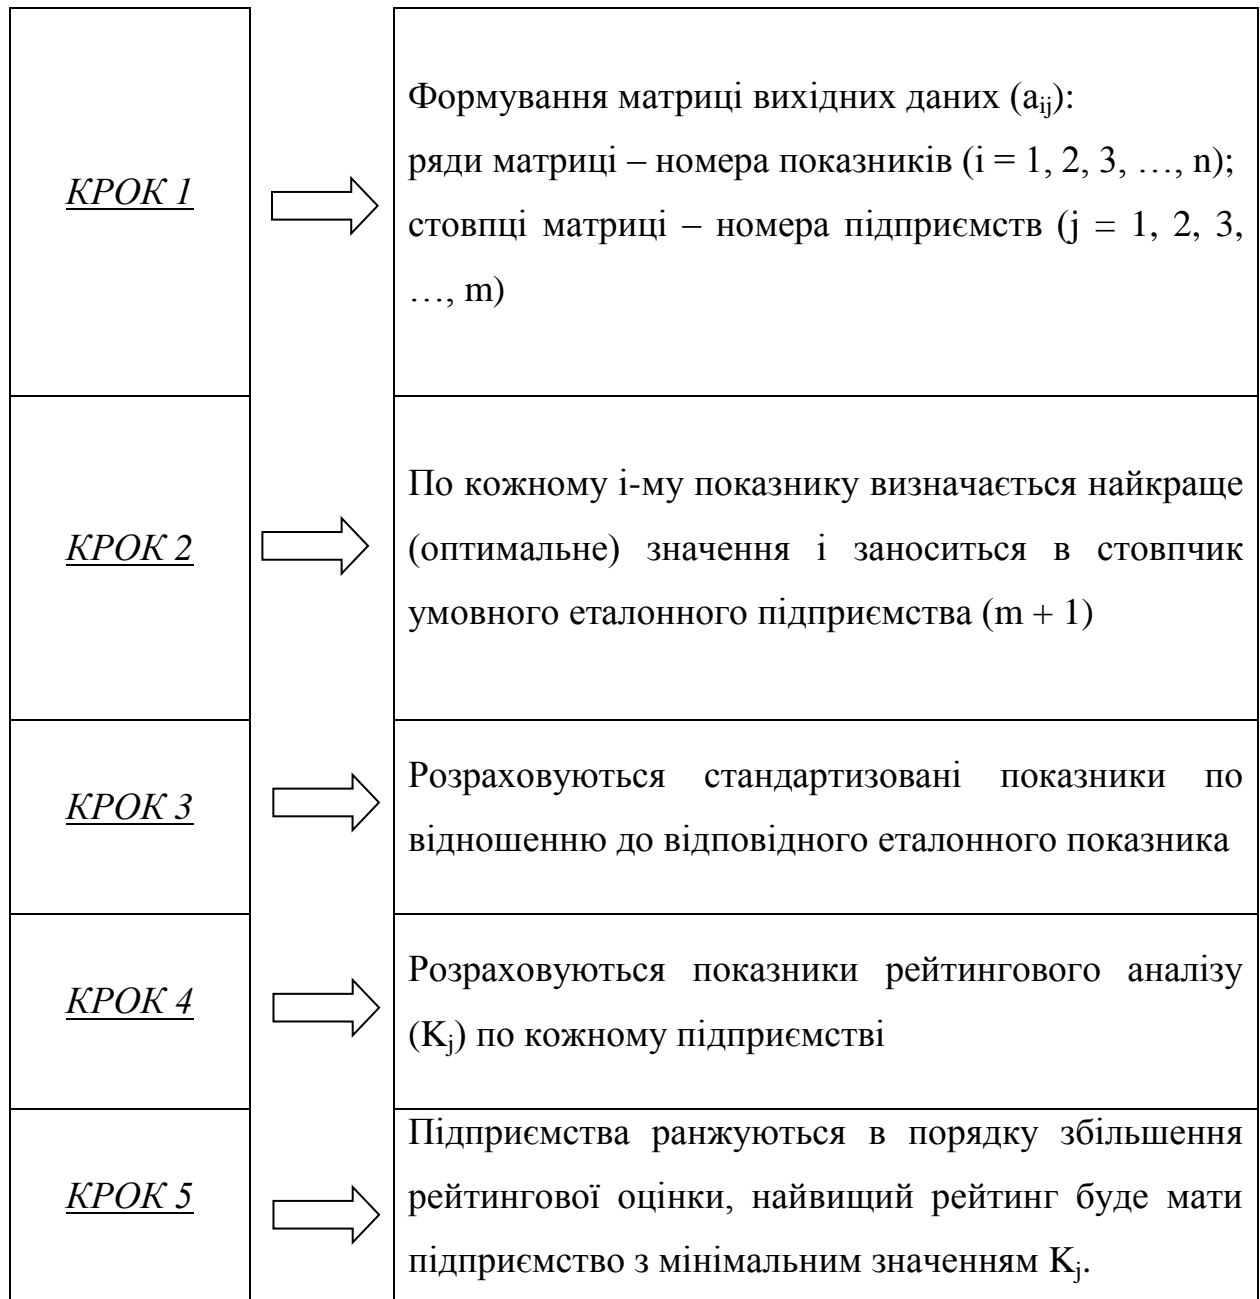 КРОК 1
Формування матриці вихідних даних (aij):
ряди матриці – номера показників (i = 1, 2, 3, …, n);
стовпці матриці – номера підприємств (j = 1, 2, 3,
…, m)
КРОК 2
По кожному і-му показнику визначається найкраще
(оптимальне) значення і заноситься в стовпчик
умовного еталонного підприємства (m + 1)
КРОК 3
Розраховуються стандартизовані показники по
відношенню до відповідного еталонного показника
КРОК 4
Розраховуються показники рейтингового аналізу
(Kj) по кожному підприємстві
КРОК 5
Підприємства ранжуються в порядку збільшення
рейтингової оцінки, найвищий рейтинг буде мати
підприємство з мінімальним значенням Kj.